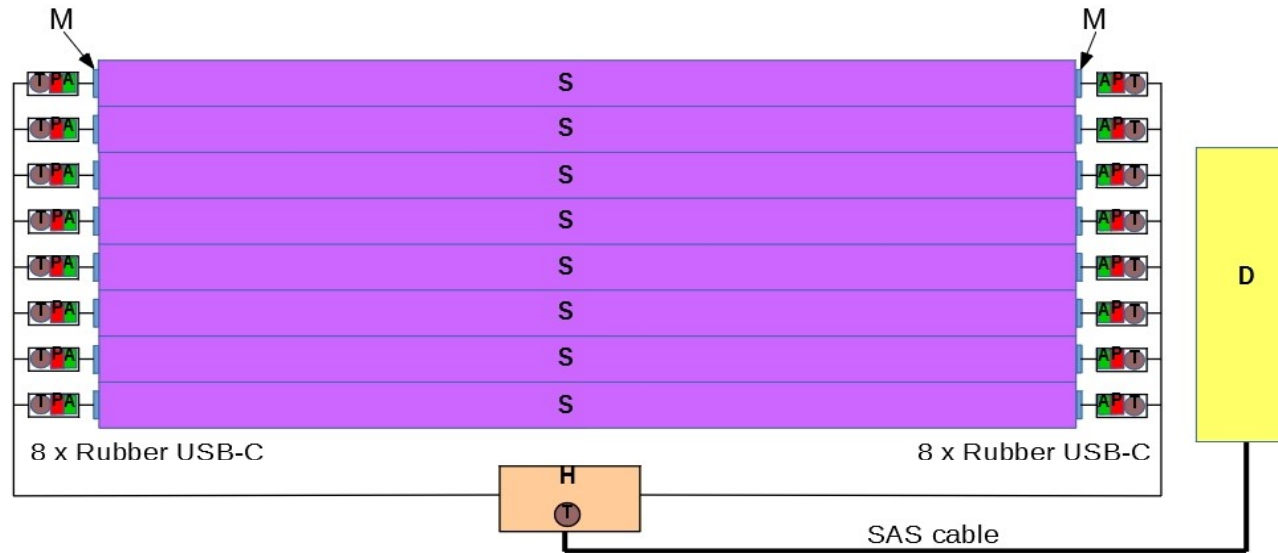 M M
TPA S APT
TPA S APT
TPA S APT
TPA S APT
TPA S APT
TPA S APT
TPA S APT
TPA S APT
D
8 x Rubber USB-C 8 x Rubber USB-C
H
T
SAS cable